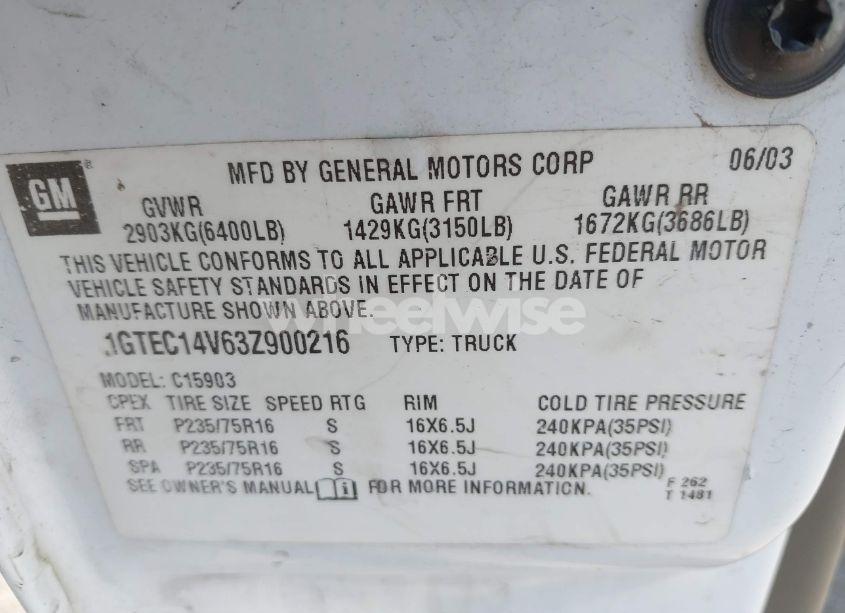 GM
®
MFD BY GENERAL MOTORS CORP 06/03
GVWR GAWR FRT GAWR RR
2903KG(6400LB) 1429KG(3150LB) 1672KG(3686LB)
THIS VEHICLE CONFORMS TO ALL APPLICABLE U.S. FEDERAL MOTOR
VEHICLE SAFETY STANDARDS IN EFFECT ON THE DATE OF
MANUFACTURE SHOWN ABOVE.
wheelwise
1GTEC14V63Z900216 TYPE: TRUCK
MODEL: C15903
CPEX TIRE SIZE SPEED RTG RIM COLD TIRE PRESSURE
FRT P235/75R16 S 16X6.5J 240KPA(35PSI)
RR P235/75R16 S 16X6.5J 240KPA(35PSI)
SPA P235/75R16 S 16X6.5J 240KPA(35PSI)
SEE OWNER'S MANUAL i FOR MORE INFORMATION.
F 262
T 1481